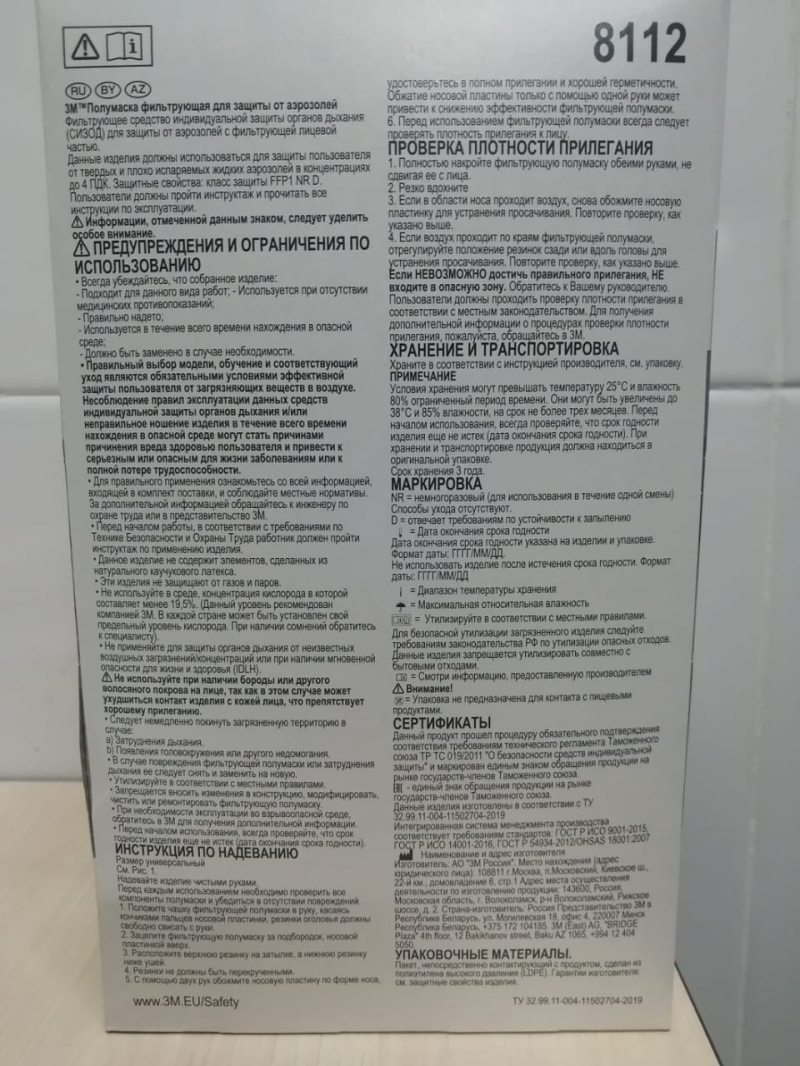 8112
RU BY AZ
3М™Полумаска фильтрующая для защиты от аэрозолей
Фильтрующее средство индивидуальной защиты органов дыхания
(СИЗОД) для защиты от аэрозолей с фильтрующей лицевой
частью.
Данные изделия должны использоваться для защиты пользователя
от твердых и плохо испаряемых жидких аэрозолей в концентрациях
до 4 ПДК. Защитные свойства: класс защиты FFP1 NR D.
Пользователи должны пройти инструктаж и прочитать все
инструкции по эксплуатации.
Информации, отмеченной данным знаком, следует уделить
особое внимание.
ПРЕДУПРЕЖДЕНИЯ И ОГРАНИЧЕНИЯ ПО
ИСПОЛЬЗОВАНИЮ
• Всегда убеждайтесь, что собранное изделие:
- Подходит для данного вида работ; - Используется при отсутствии
медицинских противопоказаний;
- Правильно надето;
- Используется в течение всего времени нахождения в опасной
среде;
- Должно быть заменено в случае необходимости.
• Правильный выбор модели, обучение и соответствующий
уход являются обязательными условиями эффективной
защиты пользователя от загрязняющих веществ в воздухе.
Несоблюдение правил эксплуатации данных средств
индивидуальной защиты органов дыхания и/или
неправильное ношение изделия в течение всего времени
нахождения в опасной среде могут стать причинами
причинения вреда здоровью пользователя и привести к
серьезным или опасным для жизни заболеваниям или к
полной потере трудоспособности.
• Для правильного применения ознакомьтесь со всей информацией,
входящей в комплект поставки, и соблюдайте местные нормативы.
За дополнительной информацией обращайтесь к инженеру по
охране труда или в представительство 3М.
• Перед началом работы, в соответствии с требованиями по
Технике Безопасности и Охраны Труда работник должен пройти
инструктаж по применению изделия.
• Данное изделие не содержит элементов, сделанных из
натурального каучукового латекса.
• Эти изделия не защищают от газов и паров.
• Не используйте в среде, концентрация кислорода в которой
составляет менее 19,5%. (Данный уровень рекомендован
компанией 3М. В каждой стране может быть установлен свой
предельный уровень кислорода. При наличии сомнений обратитесь
к специалисту).
• Не применяйте для защиты органов дыхания от неизвестных
воздушных загрязнений/концентраций или при наличии мгновенной
опасности для жизни и здоровья (IDLH).
Не используйте при наличии бороды или другого
волосяного покрова на лице, так как в этом случае может
ухудшиться контакт изделия с кожей лица, что препятствует
хорошему прилеганию.
• Следует немедленно покинуть загрязненную территорию в
случае:
a) Затруднения дыхания.
b) Появления головокружения или другого недомогания.
• В случае повреждения фильтрующей полумаски или затруднения
дыхания ее следует снять и заменить на новую.
• Утилизируйте в соответствии с местными правилами.
• Запрещается вносить изменения в конструкцию, модифицировать,
чистить или ремонтировать фильтрующую полумаску.
• При необходимости эксплуатации во взрывоопасной среде,
обратитесь в 3М для получения дополнительной информации.
• Перед началом использования, всегда проверяйте, что срок
годности изделия еще не истек (дата окончания срока годности).
ИНСТРУКЦИЯ ПО НАДЕВАНИЮ
Размер универсальный
См. Рис. 1.
Надевайте изделие чистыми руками.
Перед каждым использованием необходимо проверить все
компоненты полумаски и убедиться в отсутствии повреждений.
1. Положите чашу фильтрующей полумаски в руку, касаясь
кончиками пальцев носовой пластинки, резинки оголовья должны
свободно свисать с руки.
2. Зацепите фильтрующую полумаску за подбородок, носовой
пластинкой вверх.
3. Расположите верхнюю резинку на затылке, а нижнюю резинку
ниже ушей.
4. Резинки не должны быть перекрученными.
5. С помощью двух рук обожмите носовую пластину по форме носа,
www.3M.EU/Safety
удостоверьтесь в полном прилегании и хорошей герметичности.
Обжатие носовой пластины только с помощью одной руки может
привести к снижению эффективности фильтрующей полумаски.
6. Перед использованием фильтрующей полумаски всегда следует
проверять плотность прилегания к лицу.
ПРОВЕРКА ПЛОТНОСТИ ПРИЛЕГАНИЯ
1. Полностью накройте фильтрующую полумаску обеими руками, не
сдвигая ее с лица.
2. Резко вдохните
3. Если в области носа проходит воздух, снова обожмите носовую
пластинку для устранения просачивания. Повторите проверку, как
указано выше.
4. Если воздух проходит по краям фильтрующей полумаски,
отрегулируйте положение резинок сзади или вдоль головы для
устранения просачивания. Повторите проверку, как указано выше.
Если НЕВОЗМОЖНО достичь правильного прилегания, НЕ
входите в опасную зону. Обратитесь к Вашему руководителю.
Пользователи должны проходить проверку плотности прилегания в
соответствии с местным законодательством. Для получения
дополнительной информации о процедурах проверки плотности
прилегания, пожалуйста, обращайтесь в 3М.
ХРАНЕНИЕ И ТРАНСПОРТИРОВКА
Храните в соответствии с инструкцией производителя, см. упаковку.
ПРИМЕЧАНИЕ
Условия хранения могут превышать температуру 25°C и влажность
80% ограниченный период времени. Они могут быть увеличены до
38°C и 85% влажности, на срок не более трех месяцев. Перед
началом использования, всегда проверяйте, что срок годности
изделия еще не истек (дата окончания срока годности). При
хранении и транспортировке продукция должна находиться в
оригинальной упаковке.
Срок хранения 3 года.
МАРКИРОВКА
NR = немногоразовый (для использования в течение одной смены)
Способы ухода отсутствуют.
D = отвечает требованиям по устойчивости к запылению
= Дата окончания срока годности
Дата окончания срока годности указана на изделии и упаковке.
Формат даты: ГГГГ/ММ/ДД.
Не использовать изделие после истечения срока годности. Формат
даты: ГГГГ/ММ/ДД
= Диапазон температуры хранения
= Максимальная относительная влажность
= Утилизируйте в соответствии с местными правилами.
Для безопасной утилизации загрязненного изделия следуйте
требованиям законодательства РФ по утилизации опасных отходов.
Данные изделия запрещается утилизировать совместно с
бытовыми отходами.
= Смотри информацию, предоставленную производителем
Внимание!
= Упаковка не предназначена для контакта с пищевыми
продуктами.
СЕРТИФИКАТЫ
Данный продукт прошел процедуру обязательного подтверждения
соответствия требованиям технического регламента Таможенного
союза ТР ТС 019/2011 "О безопасности средств индивидуальной
защиты" и маркирован единым знаком обращения продукции на
рынке государств-членов Таможенного союза.
- единый знак обращения продукции на рынке
государств-членов Таможенного союза.
Данные изделия изготовлены в соответствии с ТУ
32.99.11-004-11502704-2019
Интегрированная система менеджмента производства
соответствует требованиям стандартов: ГОСТ Р ИСО 9001-2015,
ГОСТ Р ИСО 14001-2016, ГОСТ Р 54934-2012/OHSAS 18001:2007
Наименование и адрес изготовителя
Изготовитель: АО "3М Россия". Место нахождения (адрес
юридического лица): 108811 г.Москва, п.Московский, Киевское ш.,
22-й км., домовладение 6, стр.1 Адрес места осуществления
деятельности по изготовлению продукции: 143600, Россия,
Московская область, г. Волоколамск, р-н Волоколамский, Рижское
шоссе, д. 2. Страна-изготовитель: Россия Представительство 3М в
Республике Беларусь, ул. Могилевская 18, офис 4, 220007 Минск
Республики Беларусь, +375 172 104185. 3M (East) AG, "BRIDGE
Plaza" 4th floor, 12 Bakikhanov street, Baku AZ 1065, +994 12 404
5050.
УПАКОВОЧНЫЕ МАТЕРИАЛЫ.
Пакет, непосредственно контактирующий с продуктом, сделан из
полиэтилена высокого давления (LDPE). Гарантии изготовителя:
см. защитные свойства изделия.
ТУ 32.99.11-004-11502704-2019